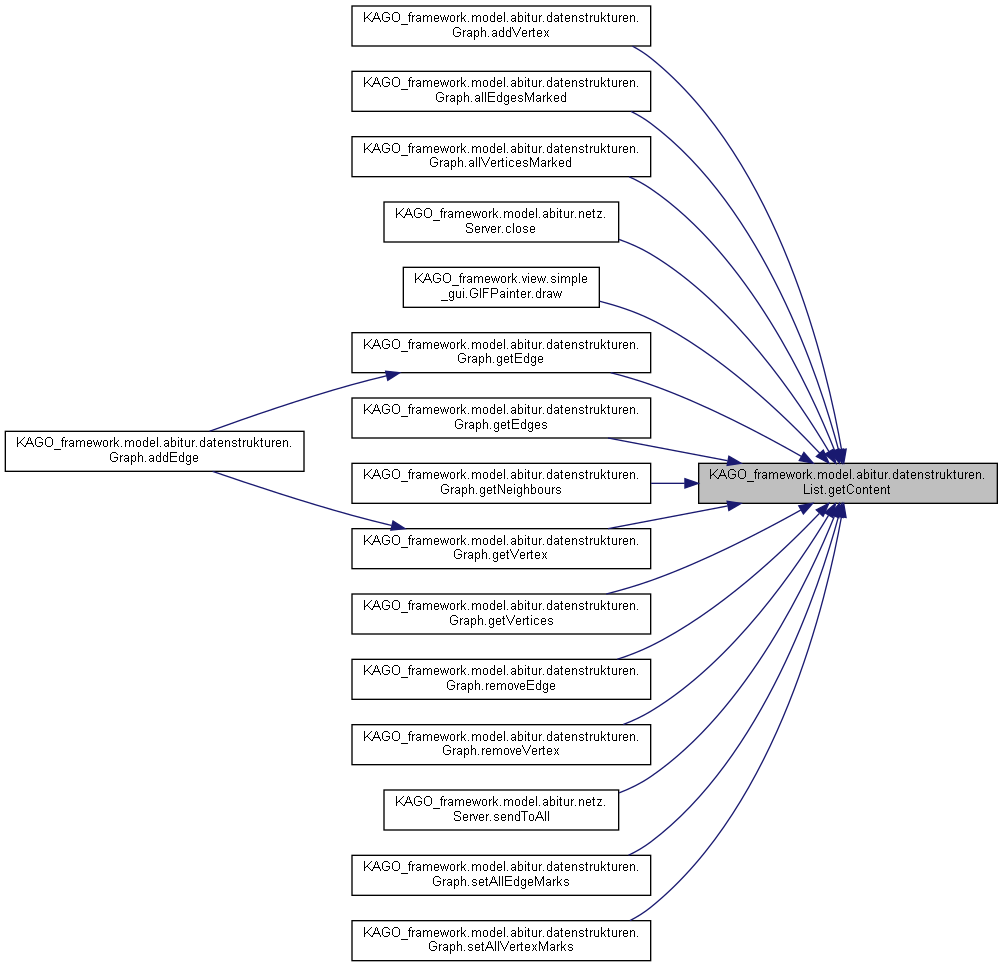 KAGO_framework.model.abitur.datenstrukturen.
Graph.addVertex
KAGO_framework.model.abitur.datenstrukturen.
Graph.allEdgesMarked
KAGO_framework.model.abitur.datenstrukturen.
Graph.allVerticesMarked
KAGO_framework.model.abitur.netz.
Server.close
KAGO_framework.view.simple
_gui.GIFPainter.draw
KAGO_framework.model.abitur.datenstrukturen.
Graph.getEdge
KAGO_framework.model.abitur.datenstrukturen.
Graph.getEdges
KAGO_framework.model.abitur.datenstrukturen.
Graph.addEdge
KAGO_framework.model.abitur.datenstrukturen.
Graph.getNeighbours
KAGO_framework.model.abitur.datenstrukturen.
List.getContent
KAGO_framework.model.abitur.datenstrukturen.
Graph.getVertex
KAGO_framework.model.abitur.datenstrukturen.
Graph.getVertices
KAGO_framework.model.abitur.datenstrukturen.
Graph.removeEdge
KAGO_framework.model.abitur.datenstrukturen.
Graph.removeVertex
KAGO_framework.model.abitur.netz.
Server.sendToAll
KAGO_framework.model.abitur.datenstrukturen.
Graph.setAllEdgeMarks
KAGO_framework.model.abitur.datenstrukturen.
Graph.setAllVertexMarks